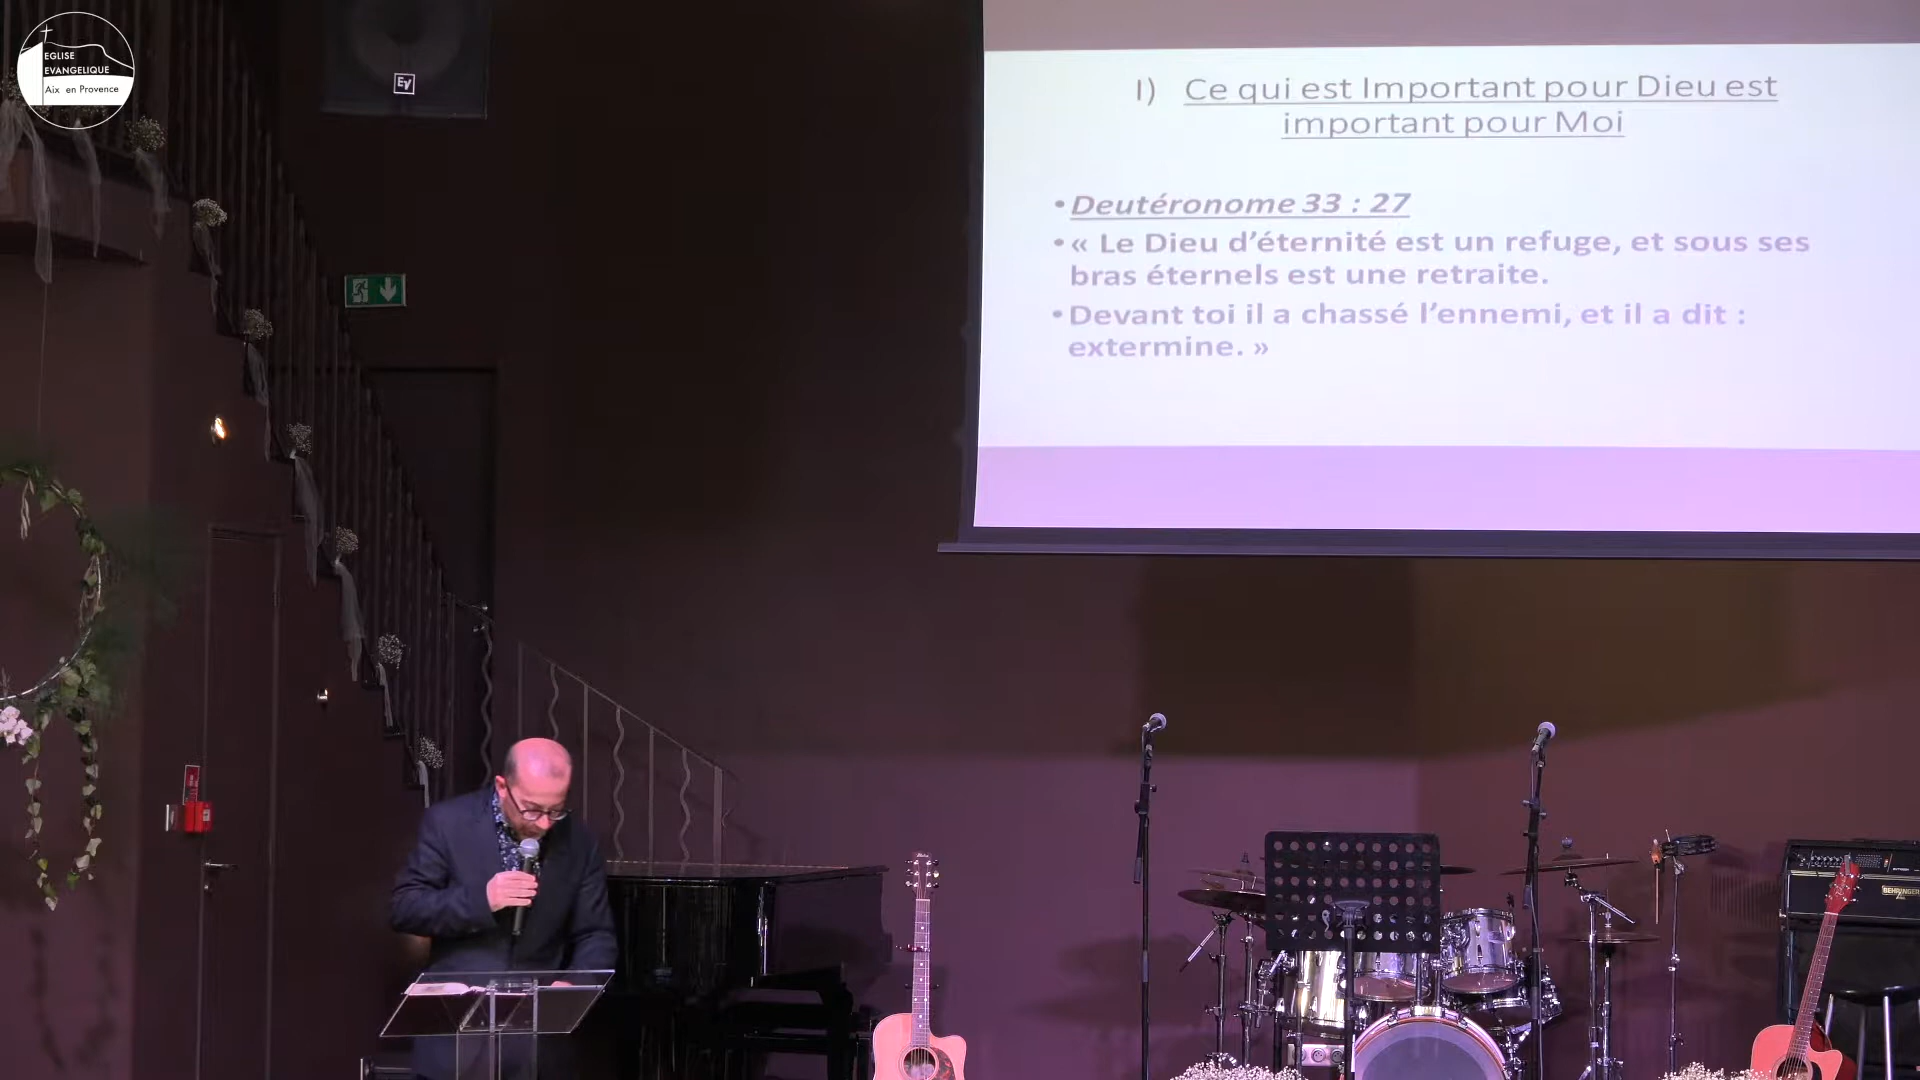 EGLISE
EVANGELIQUE
Aix en Provence
EV
I) Ce qui est Important pour Dieu est
important pour Moi
• Deutéronome 33 : 27
• « Le Dieu d’éternité est un refuge, et sous ses
bras éternels est une retraite.
• Devant toi il a chassé l’ennemi, et il a dit :
extermine. »
BEHRINGER